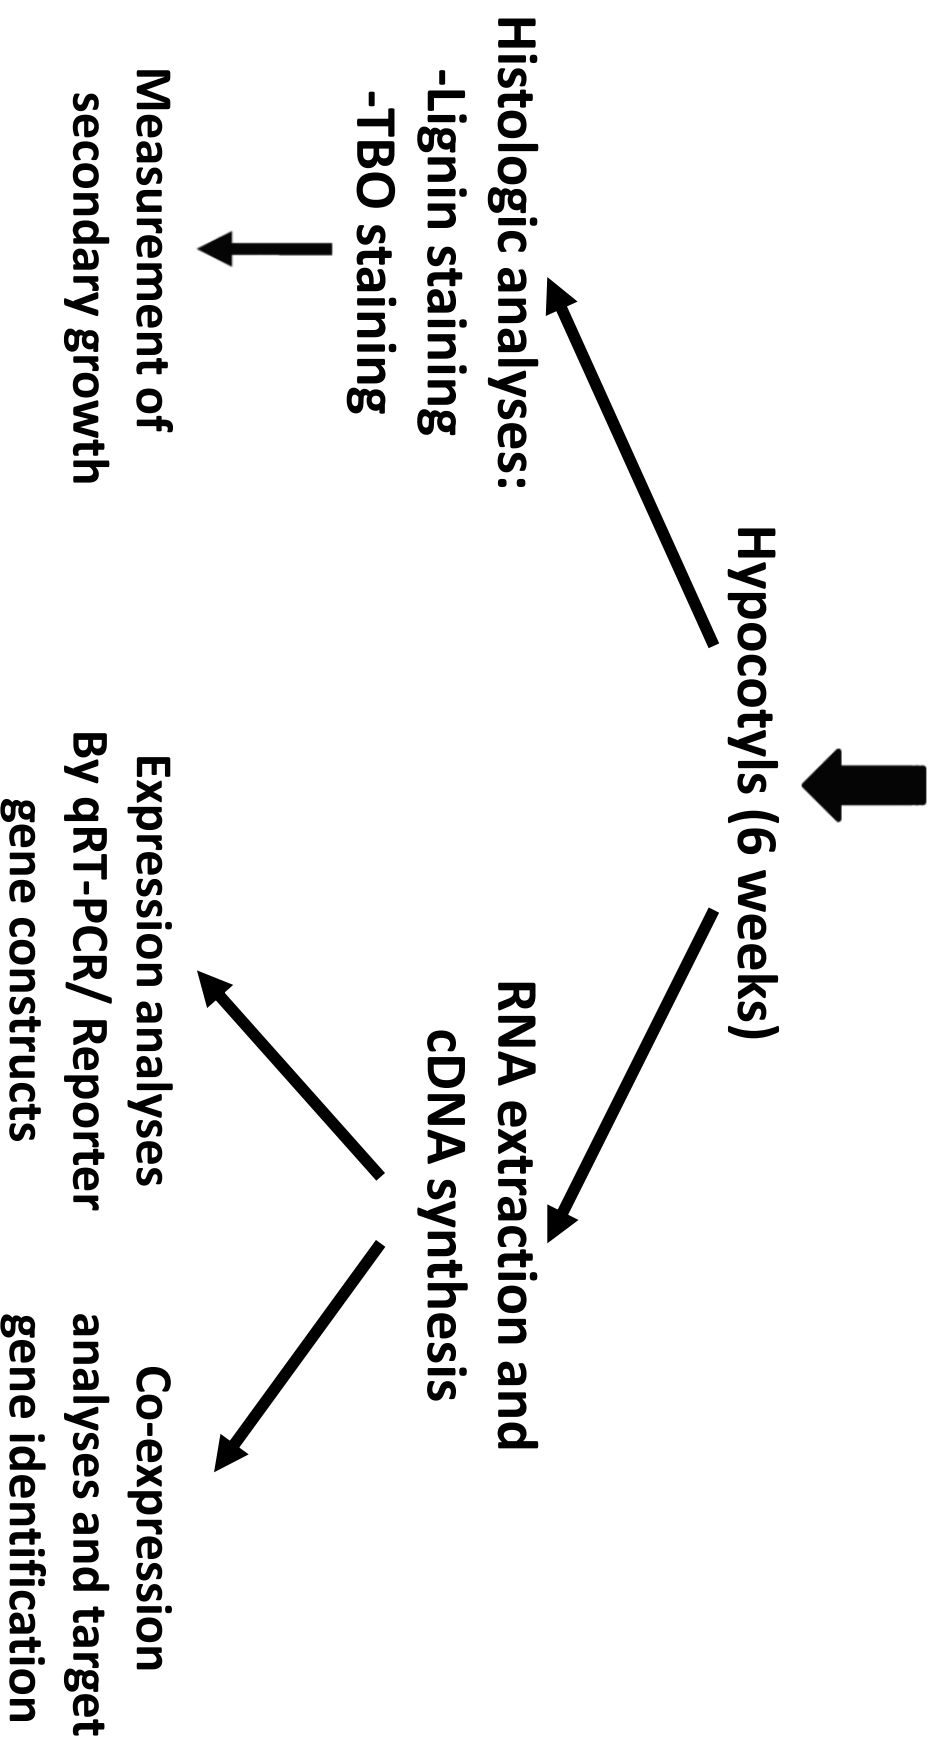 Hypocotyls (6 weeks)
Histologic analyses:
-Lignin staining
-TBO staining
RNA extraction and
cDNA synthesis
Measurement of
secondary growth
Expression analyses
By qRT-PCR/ Reporter
gene constructs
Co-expression
analyses and target
gene identification